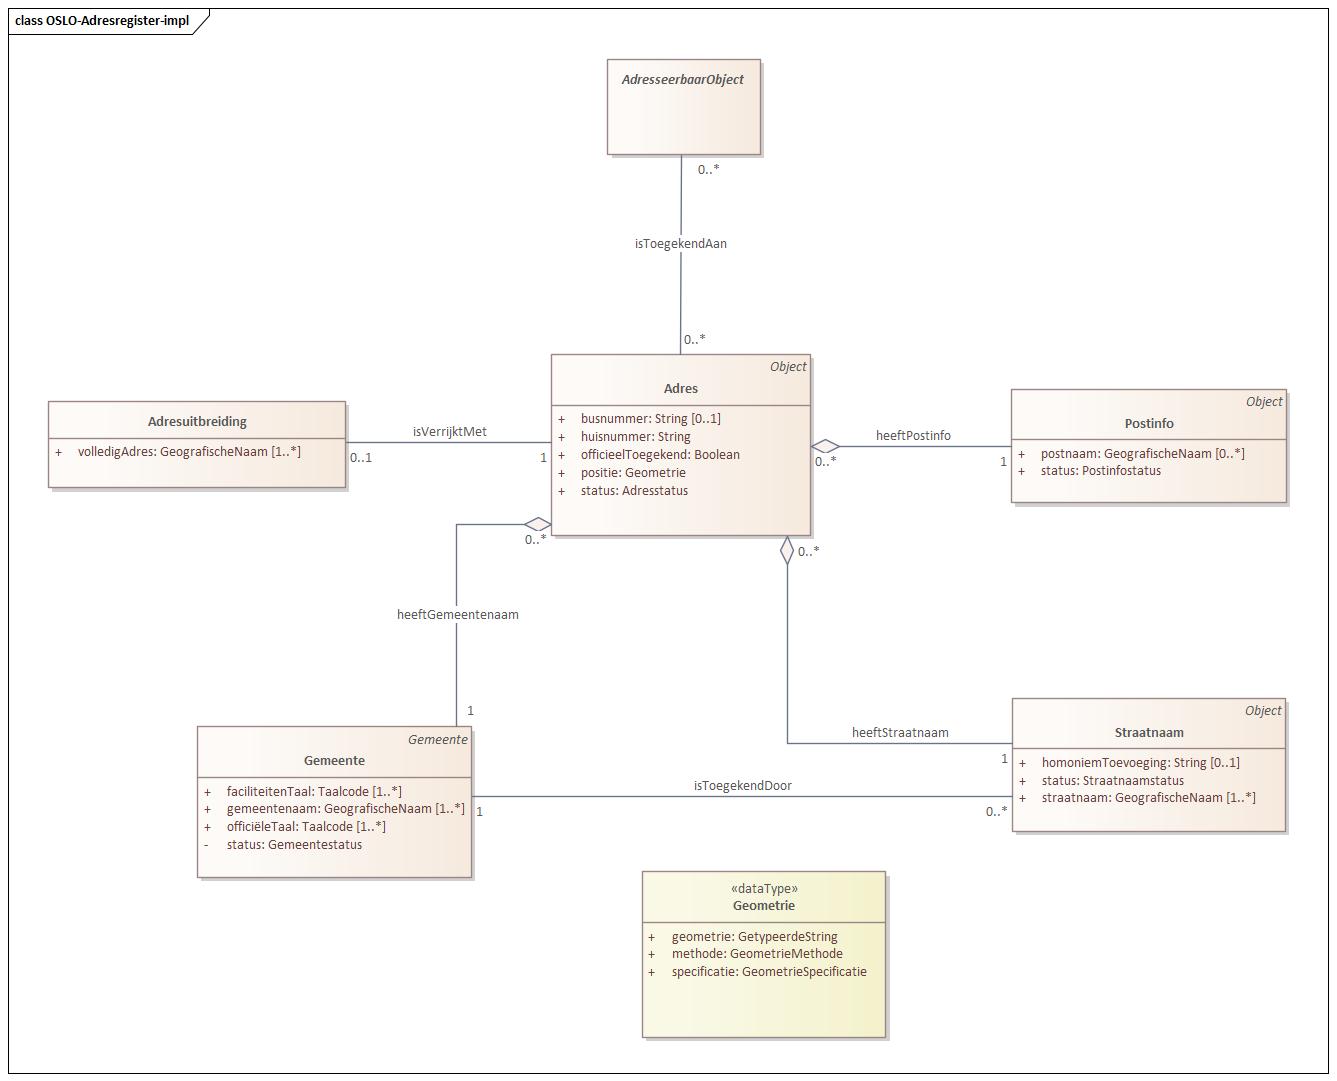 class OSLO-Adresregister-impl
AdresseerbaarObject
0..*
isToegekendAan
0..*
Object
Adres
+ busnummer: String [0..1]
+ huisnummer: String
+ officieelToegekend: Boolean
+ positie: Geometrie
+ status: Adresstatus
Adresuitbreiding
+ volledigAdres: GeografischeNaam [1..*]
isVerrijktMet
0..1
1
heeftPostinfo
0..*
1
Object
Postinfo
+ postnaam: GeografischeNaam [0..*]
+ status: Postinfostatus
0..*
heeftGemeentenaam
1
0..*
heeftStraatnaam
1
Gemeente
Gemeente
+ faciliteitenTaal: Taalcode [1..*]
+ gemeentenaam: GeografischeNaam [1..*]
+ officiëleTaal: Taalcode [1..*]
- status: Gemeentestatus
isToegekendDoor
1
0..*
Object
Straatnaam
+ homoniemToevoeging: String [0..1]
+ status: Straatnaamstatus
+ straatnaam: GeografischeNaam [1..*]
«dataType»
Geometrie
+ geometrie: GetypeerdeString
+ methode: GeometrieMethode
+ specificatie: GeometrieSpecificatie